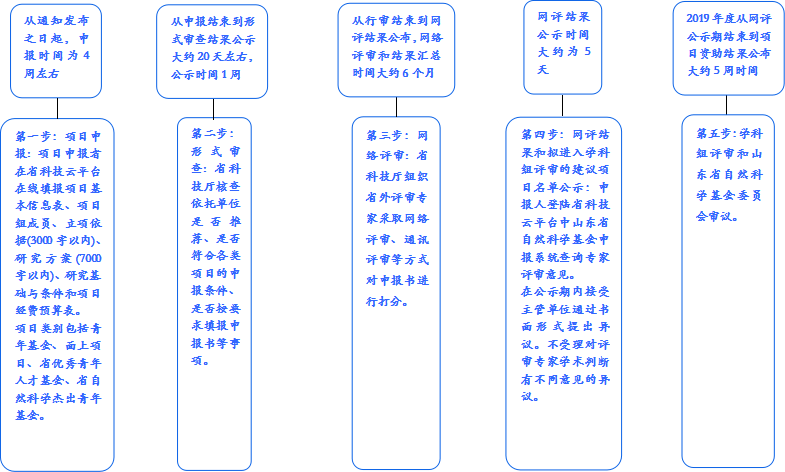 从通知发布
之日起，申
报时间为 4
周左右
从申报结束到形
式审查结果公示
大约 20 天左右，
公示时间 1 周
从行审结束到网
评结果公布，网络
评审和结果汇总
时间大约 6 个月
网评结果
公示时间
大约为 5
天
2019 年度从网评
公示期结束到项
目资助结果公布
大约 5 周时间
第一步：项目申
报：项目申报者
在省科技云平台
在线填报项目基
本信息表、项目
组成员、立项依
据(3000 字以内)、
研究方案(7000
字以内)、研究基
础与条件和项目
经费预算表。
项目类别包括青
年基金、面上项
目、省优秀青年
人才基金、省自
然科学杰出青年
基金。
第二步：
形式审
查：省科
技厅核查
依托单位
是否推
荐、是否
符合各类
项目的申
报条件、
是否按要
求填报申
报书等事
项。
第三步：网
络评审：省
科技厅组织
省外评审专
家采取网络
评审、通讯
评审等方式
对申报书进
行打分。
第四步：网评结
果和拟进入学科
组评审的建议项
目名单公示：申
报人登陆省科技
云平台中山东省
自然科学基金申
报系统查询专家
评审意见。
在公示期内接受
主管单位通过书
面形式提出异
议。不受理对评
审专家学术判断
有不同意见的异
议。
第五步：学科
组评审和山
东省自然科
学基金委员
会审议。